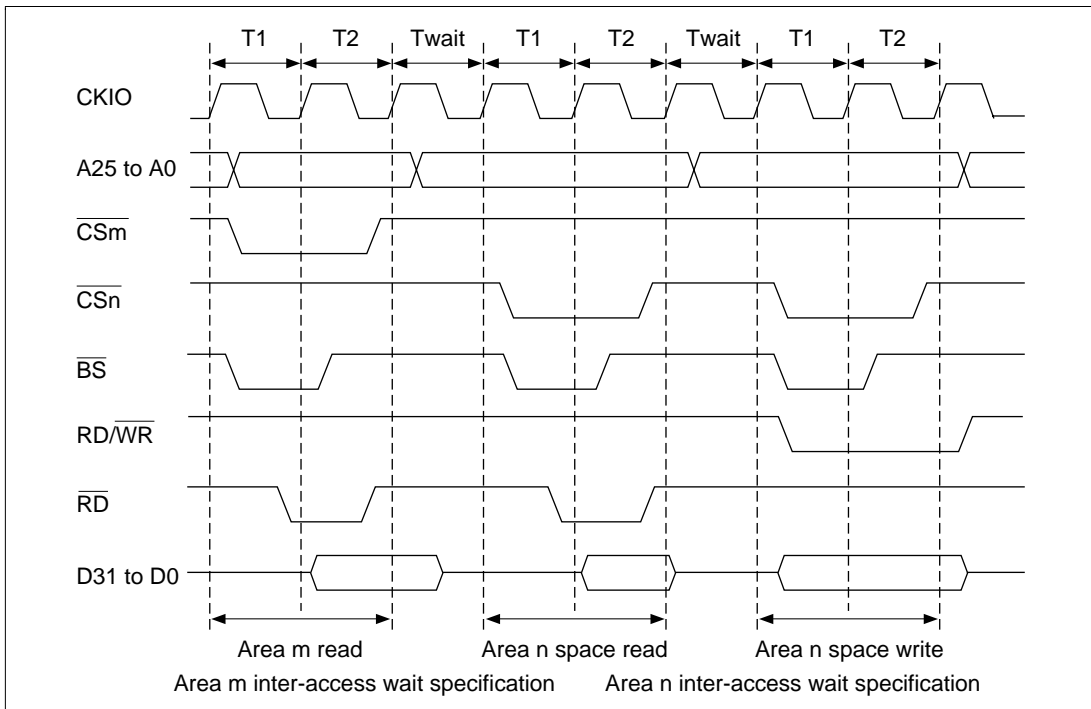 T1 T2 Twait T1 T2 Twait T1 T2
CKIO
A25 to A0
CSm
CSn
BS
RD/WR
RD
D31 to D0
Area m read Area n space read Area n space write
Area m inter-access wait specification Area n inter-access wait specification